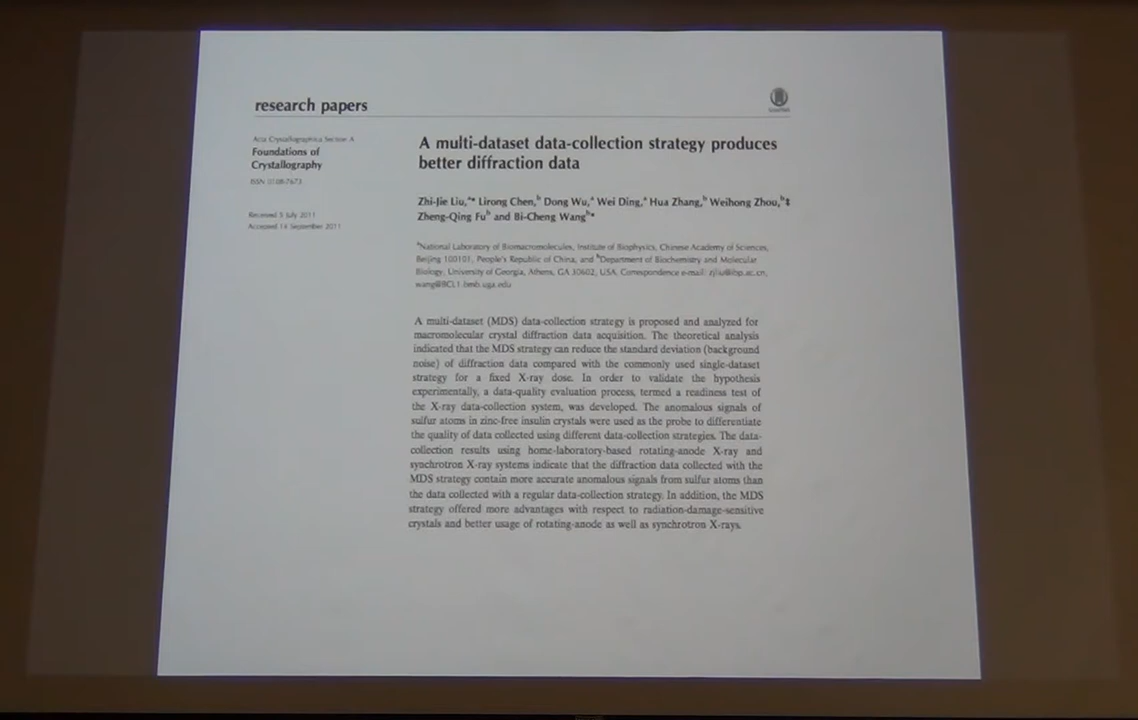 research papers
Acta Crystallographica Section A
Foundations of
Crystallography
ISSN 0108-7673
Received 5 July 2011
Accepted 14 September 2011
A multi-dataset data-collection strategy produces
better diffraction data
Zhi-Jie Liu,ᵃ* Lirong Chen,ᵇ Dong Wu,ᵃ Wei Ding,ᵃ Hua Zhang,ᵇ Weihong Zhou,ᵇ‡
Zheng-Qing Fuᵇ and Bi-Cheng Wangᵇ*
ᵃNational Laboratory of Biomacromolecules, Institute of Biophysics, Chinese Academy of Sciences,
Beijing 100101, People's Republic of China, and ᵇDepartment of Biochemistry and Molecular
Biology, University of Georgia, Athens, GA 30602, USA. Correspondence e-mail: zjliu@ibp.ac.cn,
wang@BCL1.bmb.uga.edu
A multi-dataset (MDS) data-collection strategy is proposed and analyzed for
macromolecular crystal diffraction data acquisition. The theoretical analysis
indicated that the MDS strategy can reduce the standard deviation (background
noise) of diffraction data compared with the commonly used single-dataset
strategy for a fixed X-ray dose. In order to validate the hypothesis
experimentally, a data-quality evaluation process, termed a readiness test of
the X-ray data-collection system, was developed. The anomalous signals of
sulfur atoms in zinc-free insulin crystals were used as the probe to differentiate
the quality of data collected using different data-collection strategies. The data-
collection results using home-laboratory-based rotating-anode X-ray and
synchrotron X-ray systems indicate that the diffraction data collected with the
MDS strategy contain more accurate anomalous signals from sulfur atoms than
the data collected with a regular data-collection strategy. In addition, the MDS
strategy offered more advantages with respect to radiation-damage-sensitive
crystals and better usage of rotating-anode as well as synchrotron X-rays.